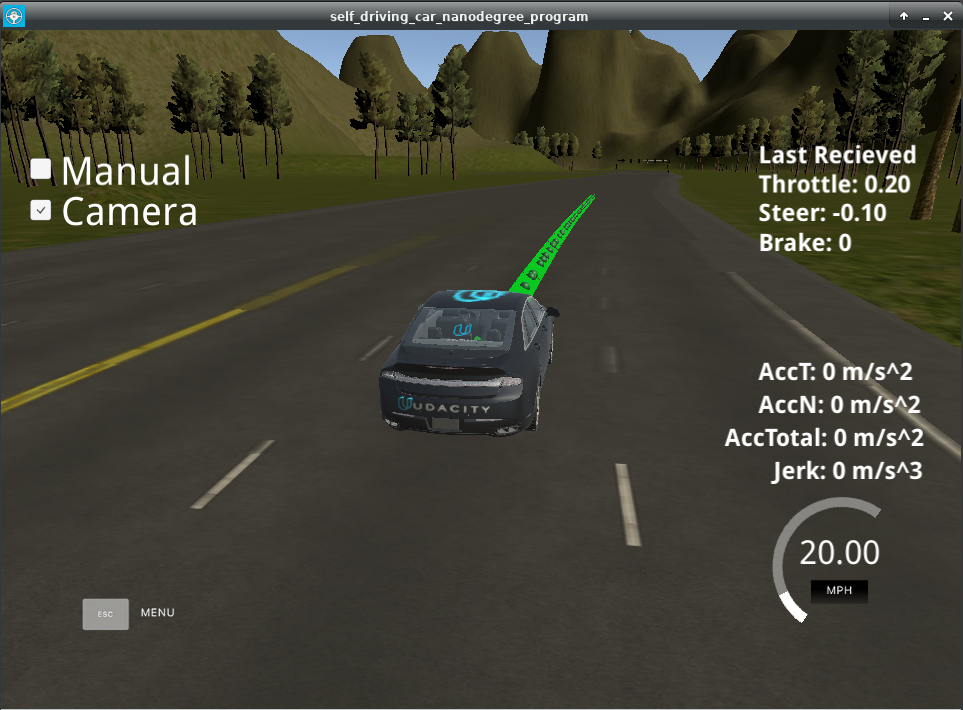 self_driving_car_nanodegree_program
Manual
Camera
Last Recieved
Throttle: 0.20
Steer: -0.10
Brake: 0
AccT: 0 m/s^2
AccN: 0 m/s^2
AccTotal: 0 m/s^2
Jerk: 0 m/s^3
UDACITY
20.00
MPH
ESC
MENU